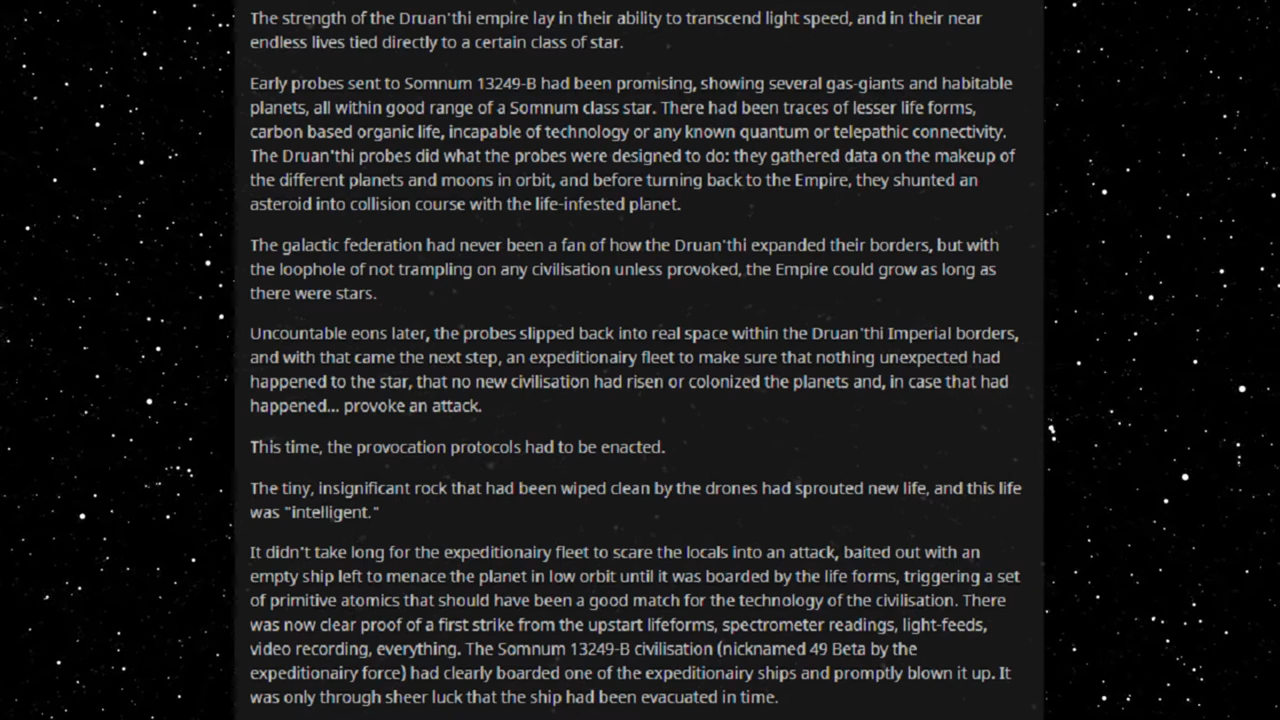 The strength of the Druan'thi empire lay in their ability to transcend light speed, and in their near
endless lives tied directly to a certain class of star.
Early probes sent to Somnum 13249-B had been promising, showing several gas-giants and habitable
planets, all within good range of a Somnum class star. There had been traces of lesser life forms,
carbon based organic life, incapable of technology or any known quantum or telepathic connectivity.
The Druan'thi probes did what the probes were designed to do: they gathered data on the makeup of
the different planets and moons in orbit, and before turning back to the Empire, they shunted an
asteroid into collision course with the life-infested planet.
The galactic federation had never been a fan of how the Druan'thi expanded their borders, but with
the loophole of not trampling on any civilisation unless provoked, the Empire could grow as long as
there were stars.
Uncountable eons later, the probes slipped back into real space within the Druan'thi Imperial borders,
and with that came the next step, an expeditionary fleet to make sure that nothing unexpected had
happened to the star, that no new civilisation had risen or colonized the planets and, in case that had
happened... provoke an attack.
This time, the provocation protocols had to be enacted.
The tiny, insignificant rock that had been wiped clean by the drones had sprouted new life, and this life
was "intelligent."
It didn't take long for the expeditionairy fleet to scare the locals into an attack, baited out with an
empty ship left to menace the planet in low orbit until it was boarded by the life forms, triggering a set
of primitive atomics that should have been a good match for the technology of the civilisation. There
was now clear proof of a first strike from the upstart lifeforms, spectrometer readings, light-feeds,
video recording, everything. The Somnum 13249-B civilisation (nicknamed 49 Beta by the
expeditionairy force) had clearly boarded one of the expeditionairy ships and promptly blown it up. It
was only through sheer luck that the ship had been evacuated in time.